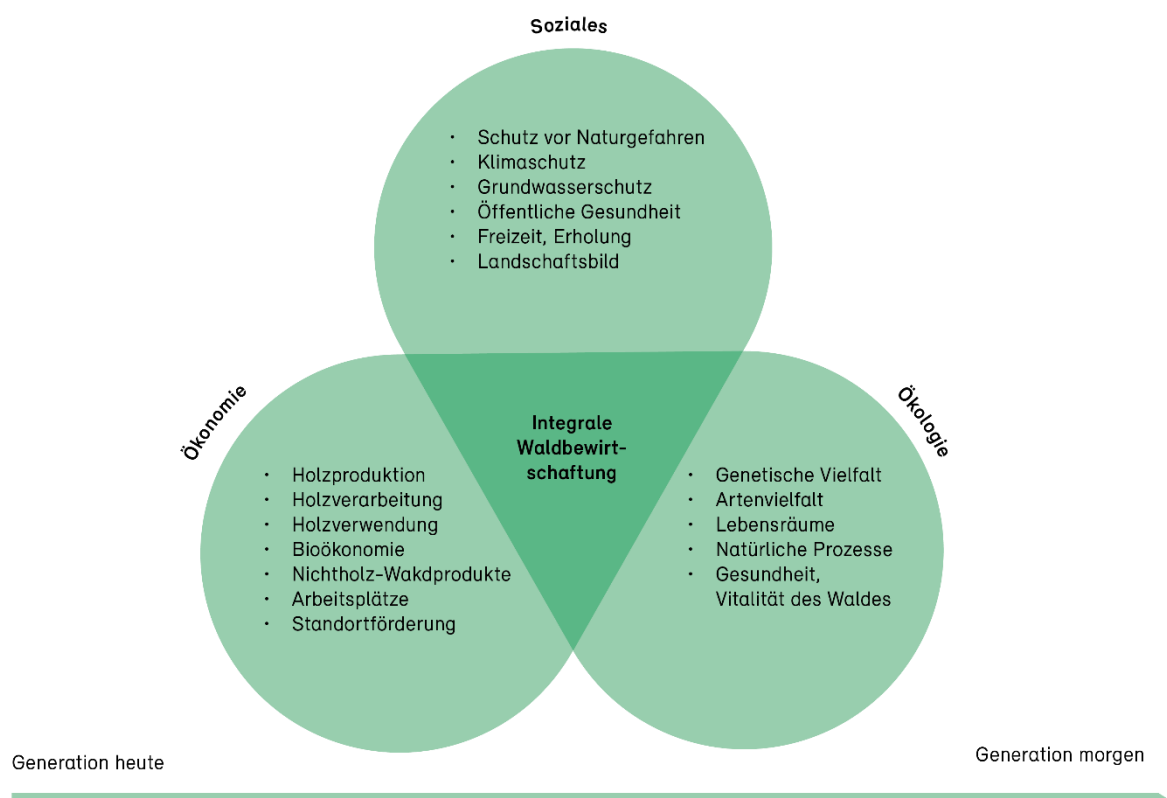 Soziales
· Schutz vor Naturgefahren
· Klimaschutz
· Grundwasserschutz
· Öffentliche Gesundheit
· Freizeit, Erholung
· Landschaftsbild
Ökonomie
· Holzproduktion
· Holzverarbeitung
· Holzverwendung
· Bioökonomie
· Nichtholz-Wakdprodukte
· Arbeitsplätze
· Standortförderung
Integrale
Waldbewirt-
schaftung
Ökologie
· Genetische Vielfalt
· Artenvielfalt
· Lebensräume
· Natürliche Prozesse
· Gesundheit,
Vitalität des Waldes
Generation heute
Generation morgen